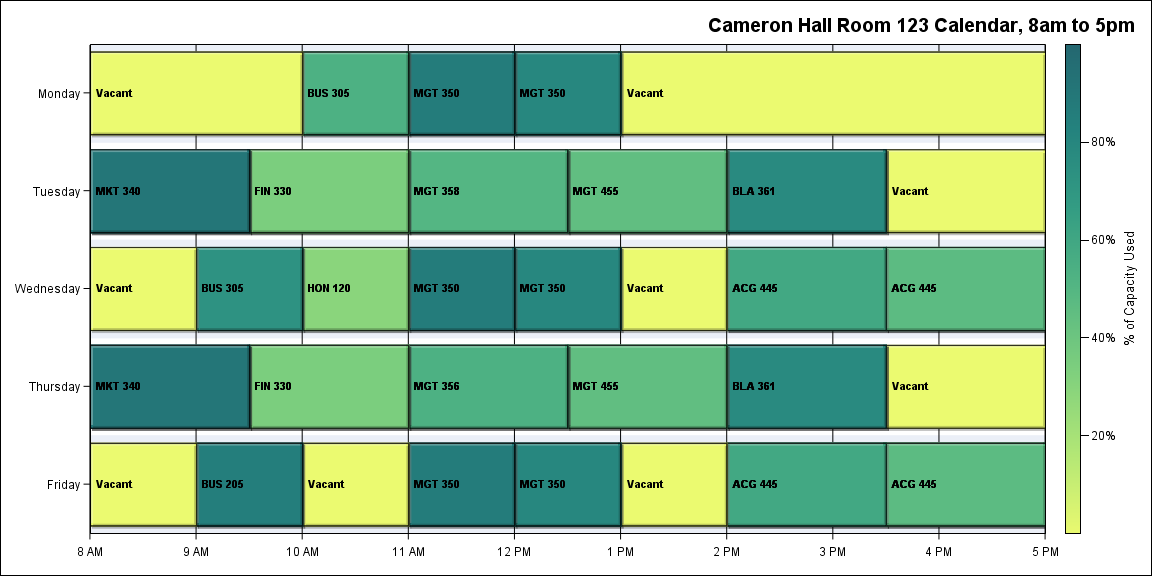 Cameron Hall Room 123 Calendar, 8am to 5pm
Monday
Vacant
BUS 305
MGT 350
MGT 350
Vacant
Tuesday
MKT 340
FIN 330
MGT 358
MGT 455
BLA 361
Vacant
Wednesday
Vacant
BUS 305
HON 120
MGT 350
MGT 350
Vacant
ACG 445
ACG 445
Thursday
MKT 340
FIN 330
MGT 356
MGT 455
BLA 361
Vacant
Friday
Vacant
BUS 205
Vacant
MGT 350
MGT 350
Vacant
ACG 445
ACG 445
8 AM
9 AM
10 AM
11 AM
12 PM
1 PM
2 PM
3 PM
4 PM
5 PM
80%
60%
40%
20%
% of Capacity Used